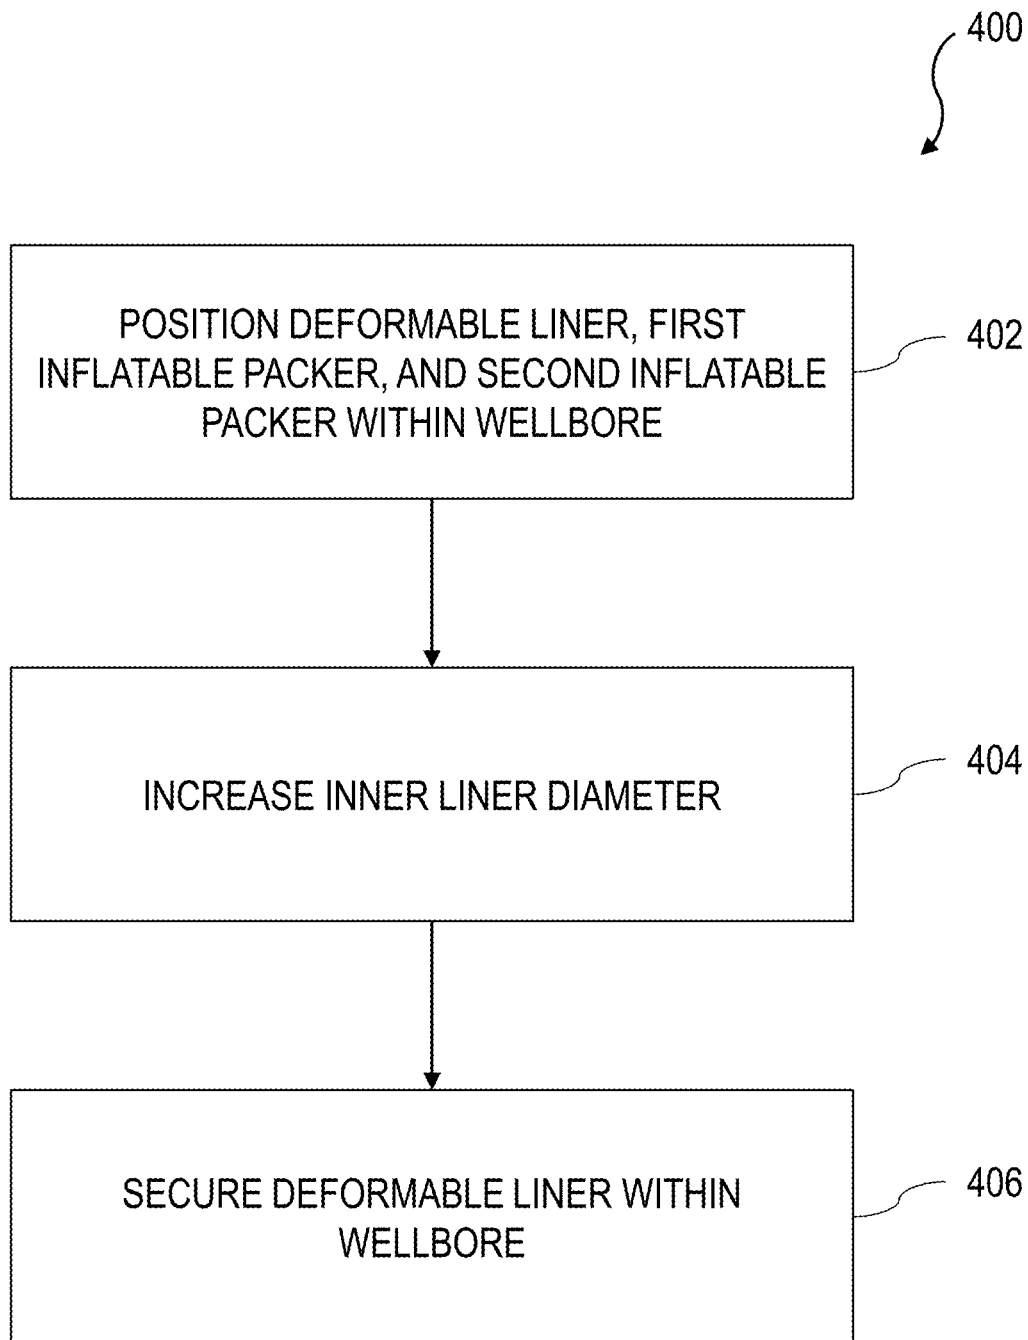 400
POSITION DEFORMABLE LINER, FIRST
INFLATABLE PACKER, AND SECOND INFLATABLE
PACKER WITHIN WELLBORE
402
INCREASE INNER LINER DIAMETER
404
SECURE DEFORMABLE LINER WITHIN
WELLBORE
406